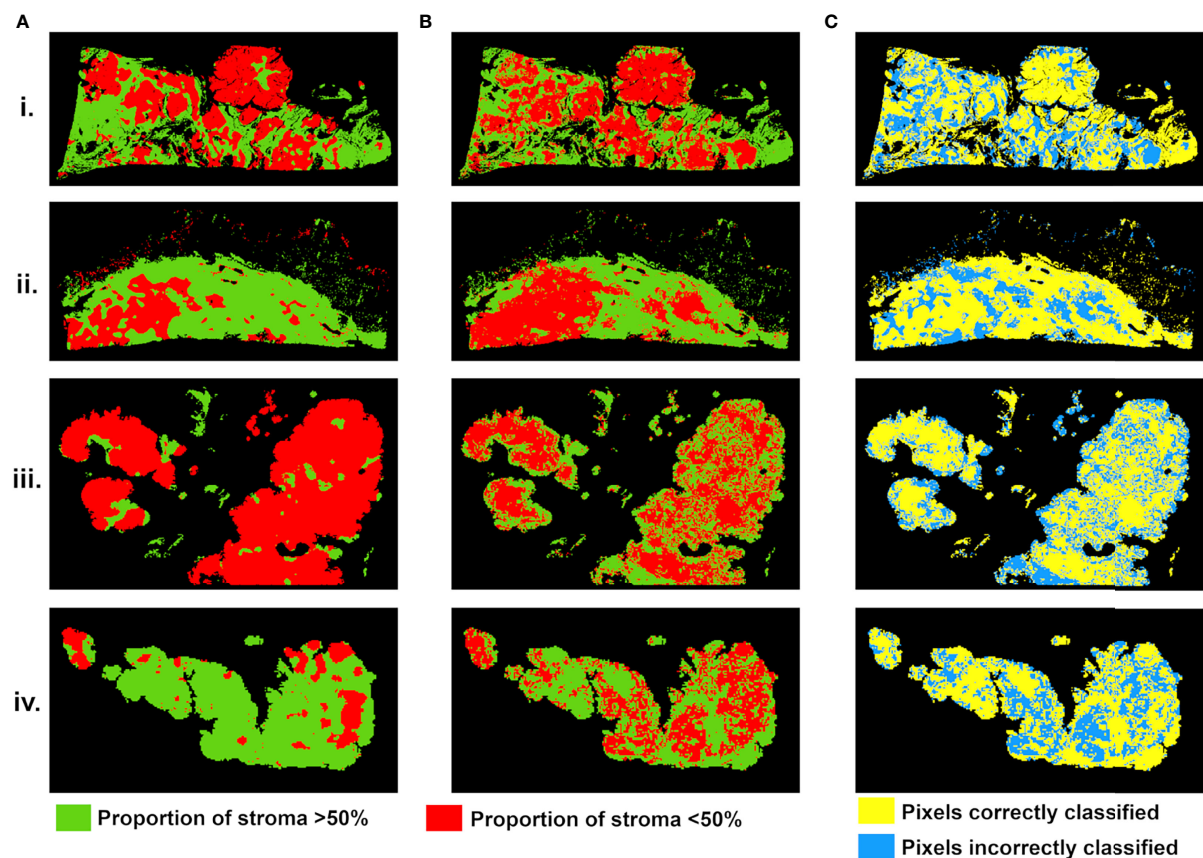 A B C
i.
ii.
iii.
iv.
Proportion of stroma >50% Proportion of stroma <50% Pixels correctly classified
Pixels incorrectly classified